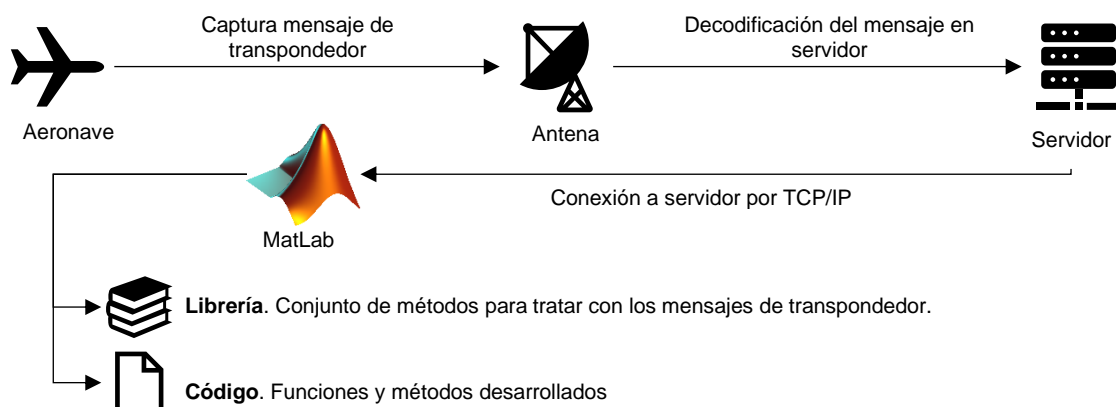 Captura mensaje de
transpondedor
Decodificación del mensaje en
servidor
Aeronave
Antena
Servidor
Conexión a servidor por TCP/IP
MatLab
Librería. Conjunto de métodos para tratar con los mensajes de transpondedor.
Código. Funciones y métodos desarrollados